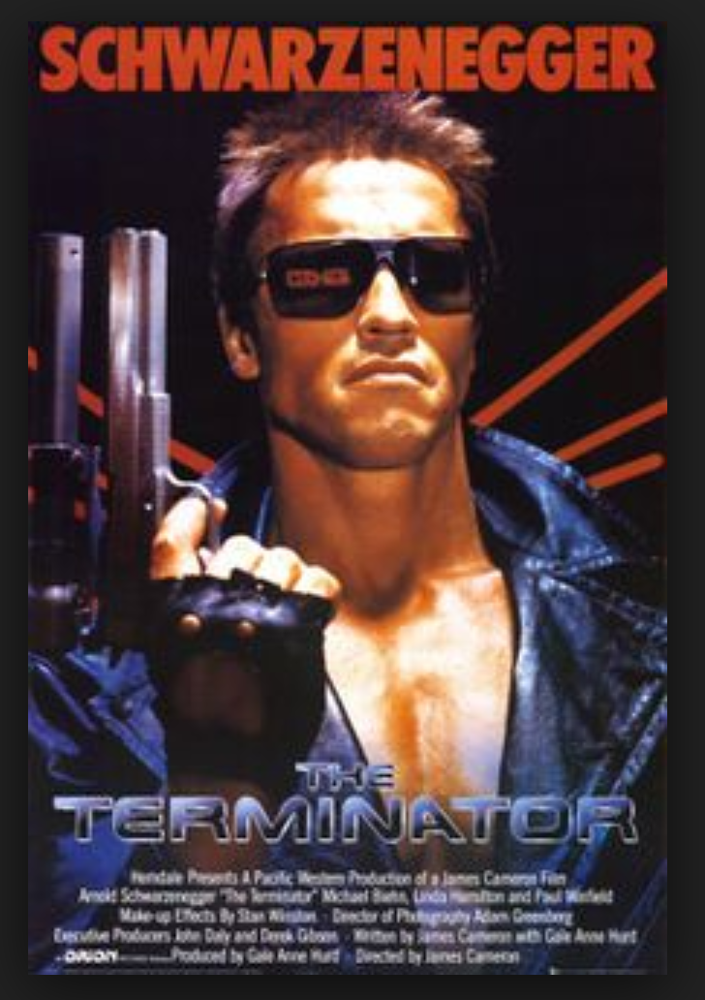 SCHWARZENEGGER
THE
TERMINATOR
Hemdale Presents A Pacific Western Production of a James Cameron Film
Arnold Schwarzenegger "The Terminator" Michael Biehn, Linda Hamilton and Paul Winfield
Make-up Effects By Stan Winston · Director of Photography Adam Greenberg
Executive Producers John Daly and Derek Gibson · Written by James Cameron with Gale Anne Hurd
ORION Produced by Gale Anne Hurd · Directed by James Cameron